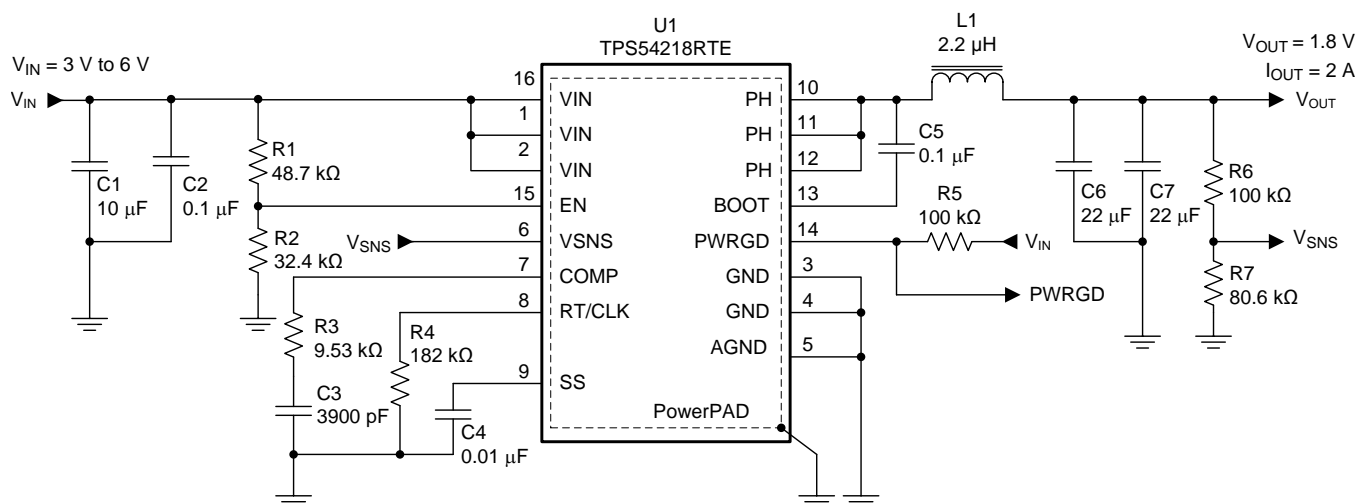 U1
TPS54218RTE
L1
2.2 µH
V_OUT = 1.8 V
I_OUT = 2 A
V_IN = 3 V to 6 V
V_IN
16
VIN
PH
10
V_OUT
1
VIN
PH
11
2
VIN
PH
12
R1
48.7 kΩ
C1
10 µF
C2
0.1 µF
C5
0.1 µF
C6
22 µF
C7
22 µF
R6
100 kΩ
15
EN
BOOT
13
R5
100 kΩ
V_IN
R2
32.4 kΩ
V_SNS
6
VSNS
PWRGD
14
V_SNS
7
COMP
GND
3
R7
80.6 kΩ
PWRGD
8
RT/CLK
GND
4
R3
9.53 kΩ
R4
182 kΩ
AGND
5
9
SS
C3
3900 pF
C4
0.01 µF
PowerPAD